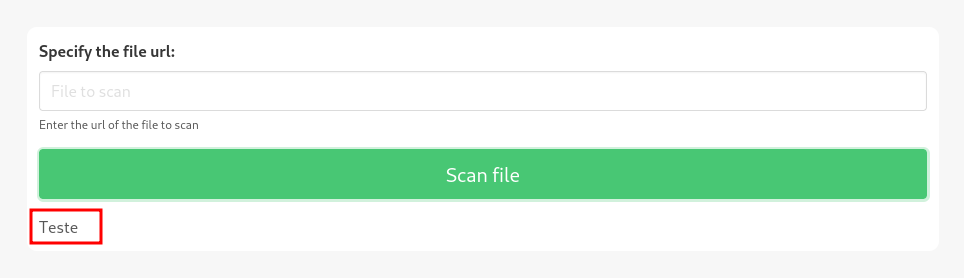 Specify the file url:
File to scan
Enter the url of the file to scan
Scan file
Teste